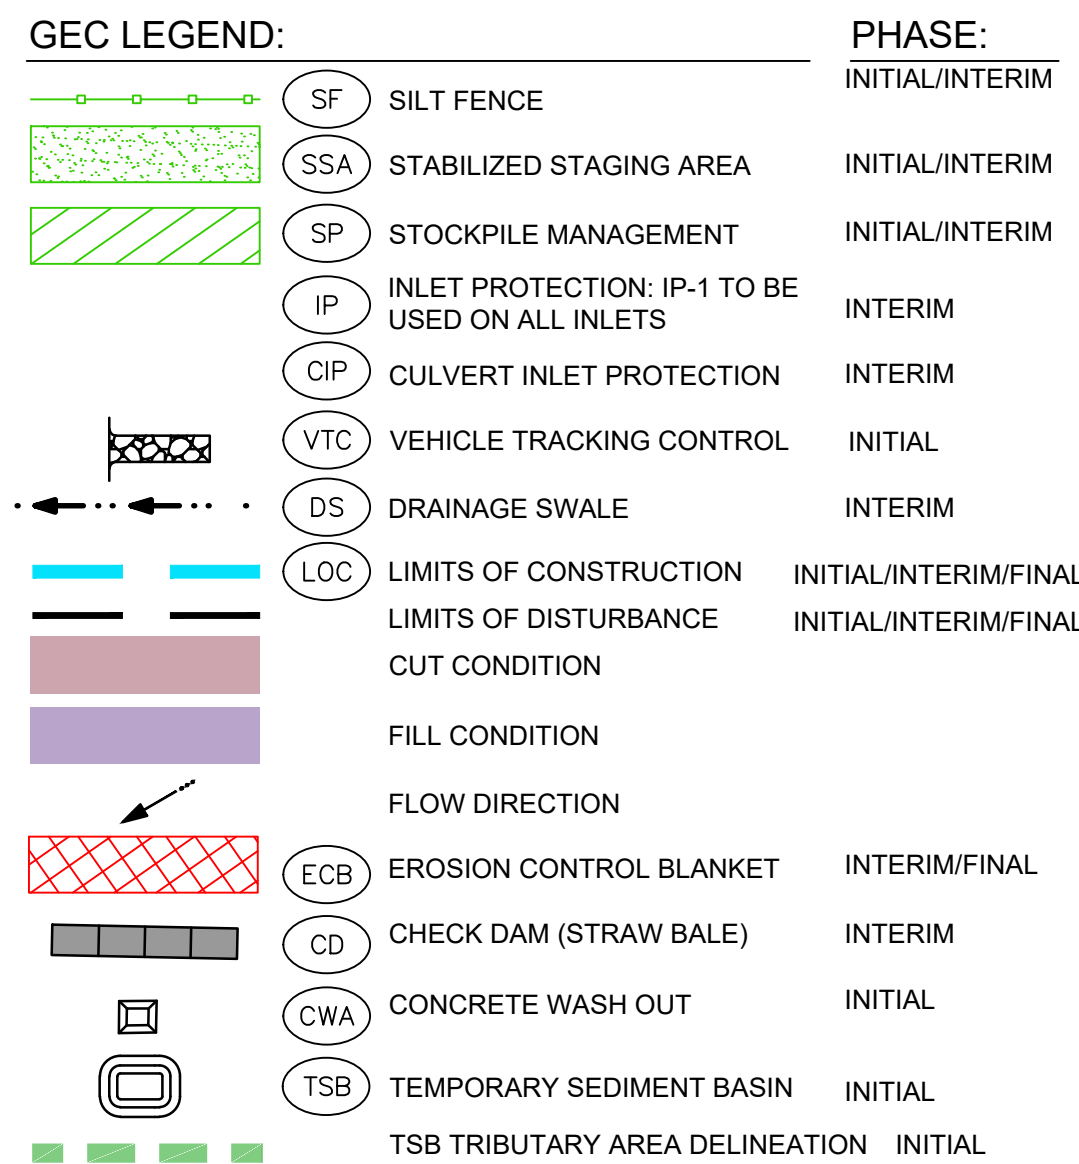 GEC LEGEND: PHASE:
SF SILT FENCE INITIAL/INTERIM
SSA STABILIZED STAGING AREA INITIAL/INTERIM
SP STOCKPILE MANAGEMENT INITIAL/INTERIM
IP INLET PROTECTION: IP-1 TO BE
USED ON ALL INLETS INTERIM
CIP CULVERT INLET PROTECTION INTERIM
VTC VEHICLE TRACKING CONTROL INITIAL
DS DRAINAGE SWALE INTERIM
LOC LIMITS OF CONSTRUCTION INITIAL/INTERIM/FINAL
LIMITS OF DISTURBANCE INITIAL/INTERIM/FINAL
CUT CONDITION
FILL CONDITION
FLOW DIRECTION
ECB EROSION CONTROL BLANKET INTERIM/FINAL
CD CHECK DAM (STRAW BALE) INTERIM
CWA CONCRETE WASH OUT INITIAL
TSB TEMPORARY SEDIMENT BASIN INITIAL
TSB TRIBUTARY AREA DELINEATION INITIAL